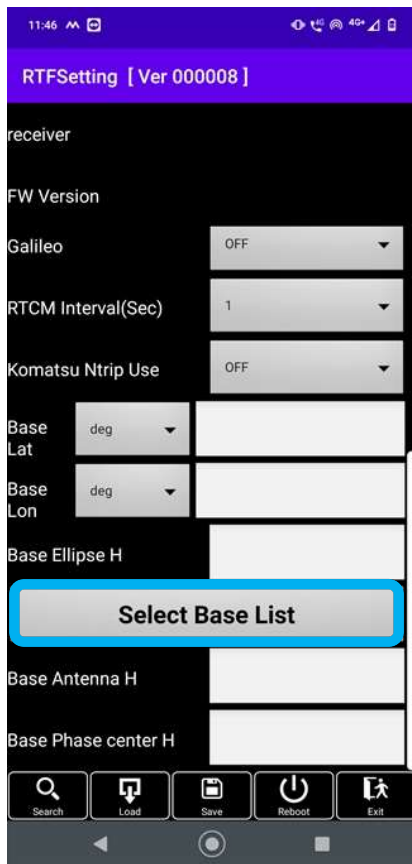 11:46
4G
4G+
RTFSetting [ Ver 000008 ]
receiver
FW Version
Galileo OFF
RTCM Interval(Sec) 1
Komatsu Ntrip Use OFF
Base Lat deg
Base Lon deg
Base Ellipse H
Select Base List
Base Antenna H
Base Phase center H
Search Load Save Reboot Exit